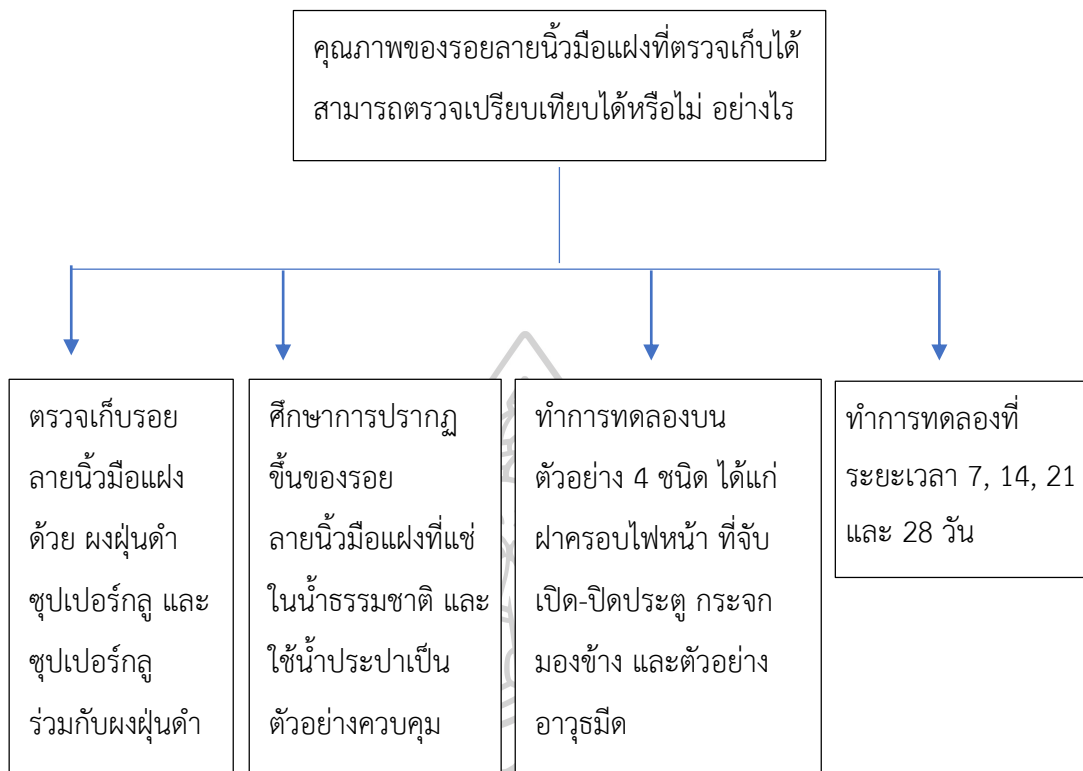 คุณภาพของรอยลายนิ้วมือแฝงที่ตรวจเก็บได้
สามารถตรวจเปรียบเทียบได้หรือไม่ อย่างไร
ตรวจเก็บรอย
ลายนิ้วมือแฝง
ด้วย ผงฝุ่นดำ
ซุปเปอร์กลู และ
ซุปเปอร์กลู
ร่วมกับผงฝุ่นดำ
ศึกษาการปรากฏ
ขึ้นของรอย
ลายนิ้วมือแฝงที่แช่
ในน้ำธรรมชาติ และ
ใช้น้ำประปาเป็น
ตัวอย่างควบคุม
ทำการทดลองบน
ตัวอย่าง 4 ชนิด ได้แก่
ฝาครอบไฟหน้า ที่จับ
เปิด-ปิดประตู กระจก
มองข้าง และตัวอย่าง
อาวุธมีด
ทำการทดลองที่
ระยะเวลา 7, 14, 21
และ 28 วัน